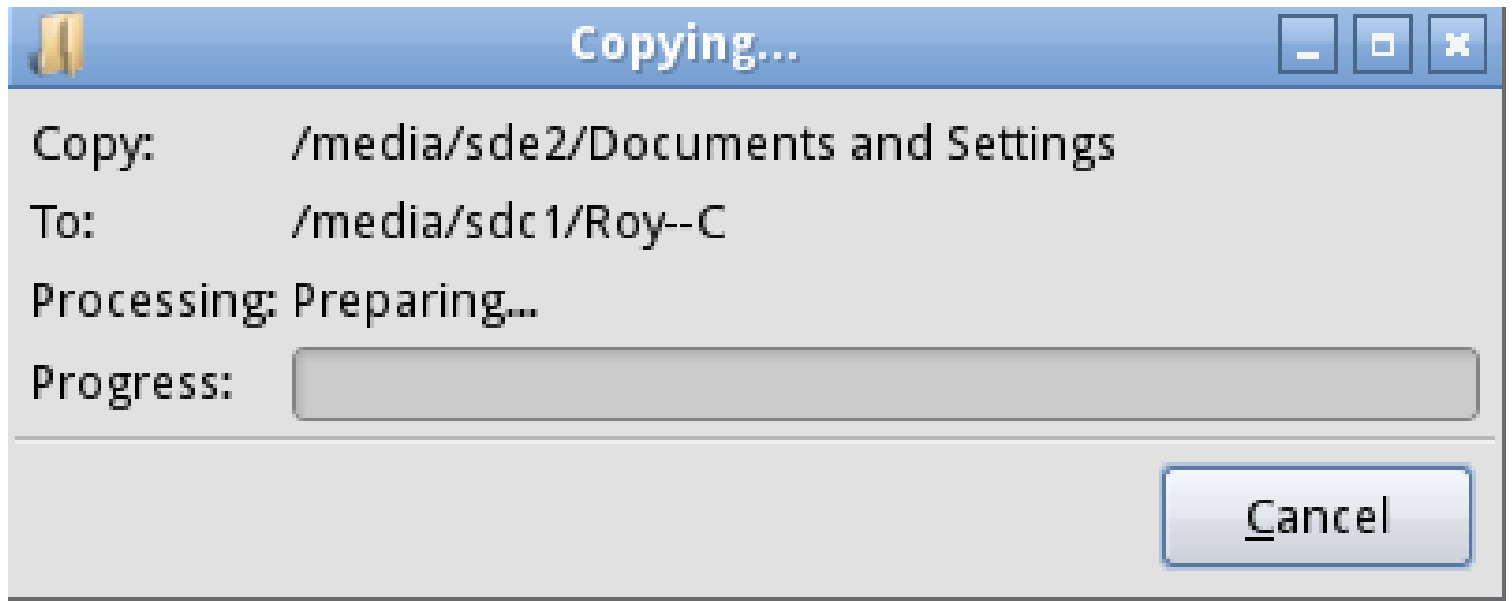 Copying...
Copy: /media/sde2/Documents and Settings
To: /media/sdc1/Roy--C
Processing: Preparing...
Progress:
Cancel